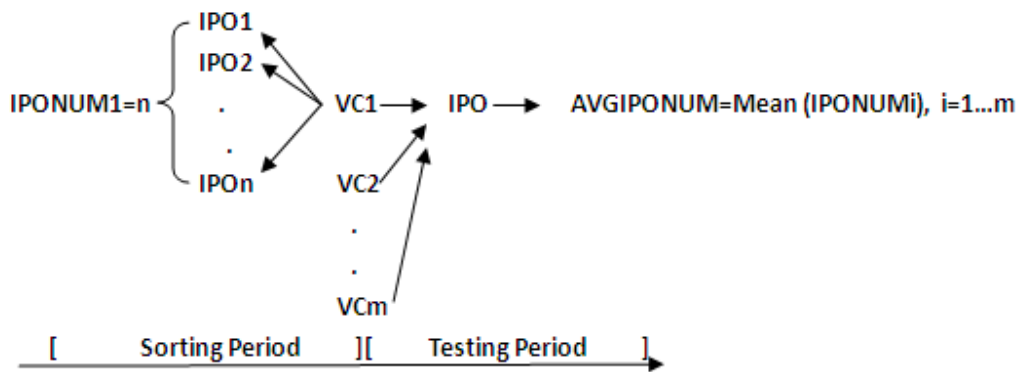 IPO1
IPO2
IPONUM1=n . VC1 IPO AVGIPONUM=Mean (IPONUMi), i=1...m
.
IPOn VC2
.
.
VCm
[ Sorting Period ][ Testing Period ]